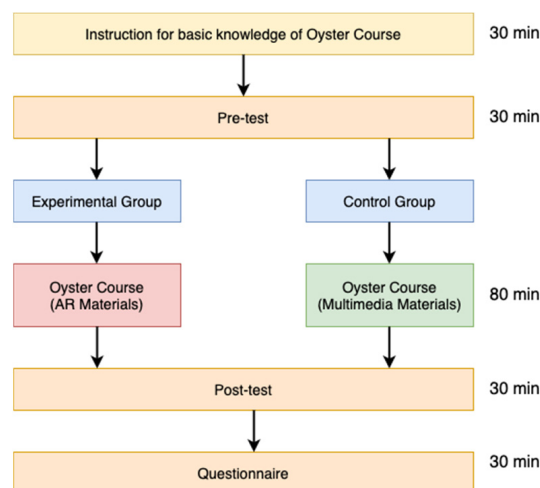 Instruction for basic knowledge of Oyster Course
30 min
Pre-test
30 min
Experimental Group
Control Group
Oyster Course
(AR Materials)
Oyster Course
(Multimedia Materials)
80 min
Post-test
30 min
Questionnaire
30 min